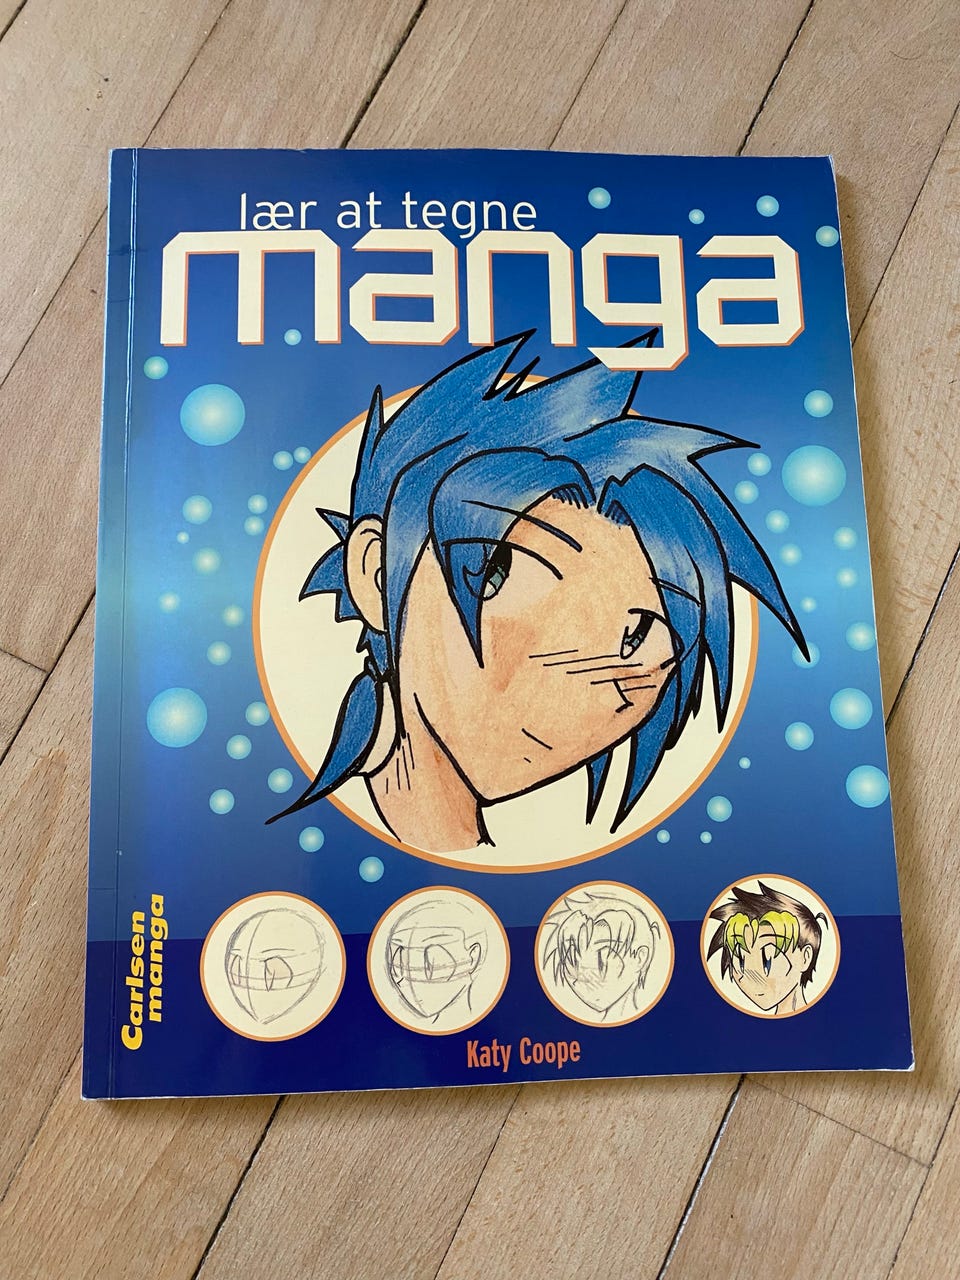 lær at tegne
manga
Carlsen
manga
Katy Coope